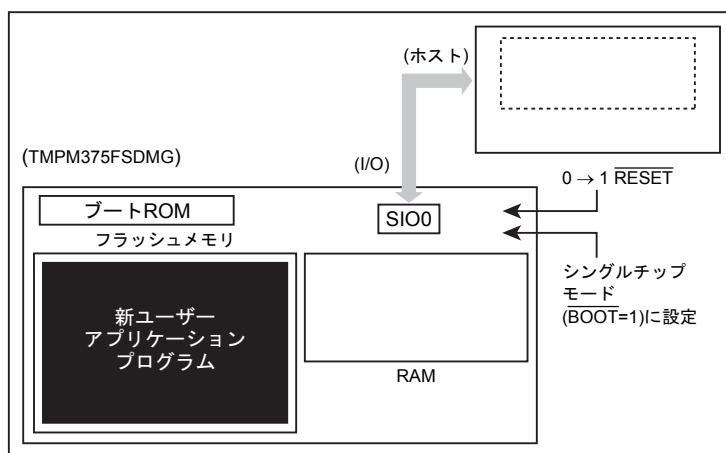 (ホスト)
(TMPM375FSDMG)
(I/O)
0 → 1 RESET
ブートROM
SIO0
フラッシュメモリ
シングルチップ
モード
(BOOT=1)に設定
新ユーザー
アプリケーション
プログラム
RAM